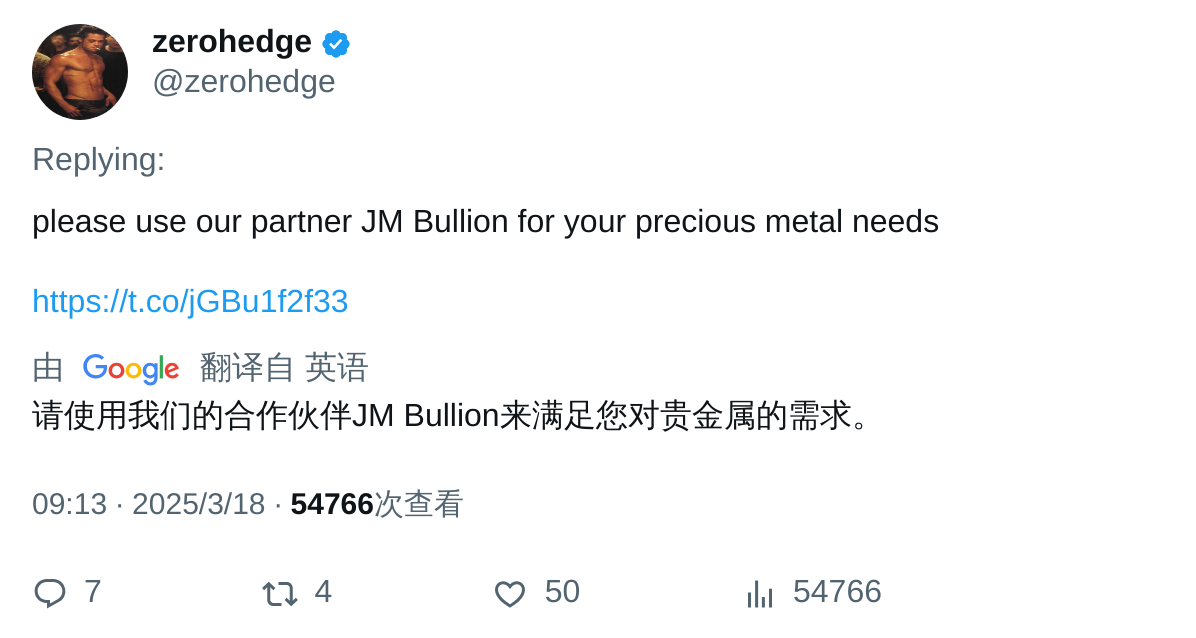 zerohedge
@zerohedge
Replying:
please use our partner JM Bullion for your precious metal needs
https://t.co/jGBu1f2f33
由 Google 翻译自 英语
请使用我们的合作伙伴JM Bullion来满足您对贵金属的需求。
09:13 · 2025/3/18 · 54766次查看
7 4 50 54766